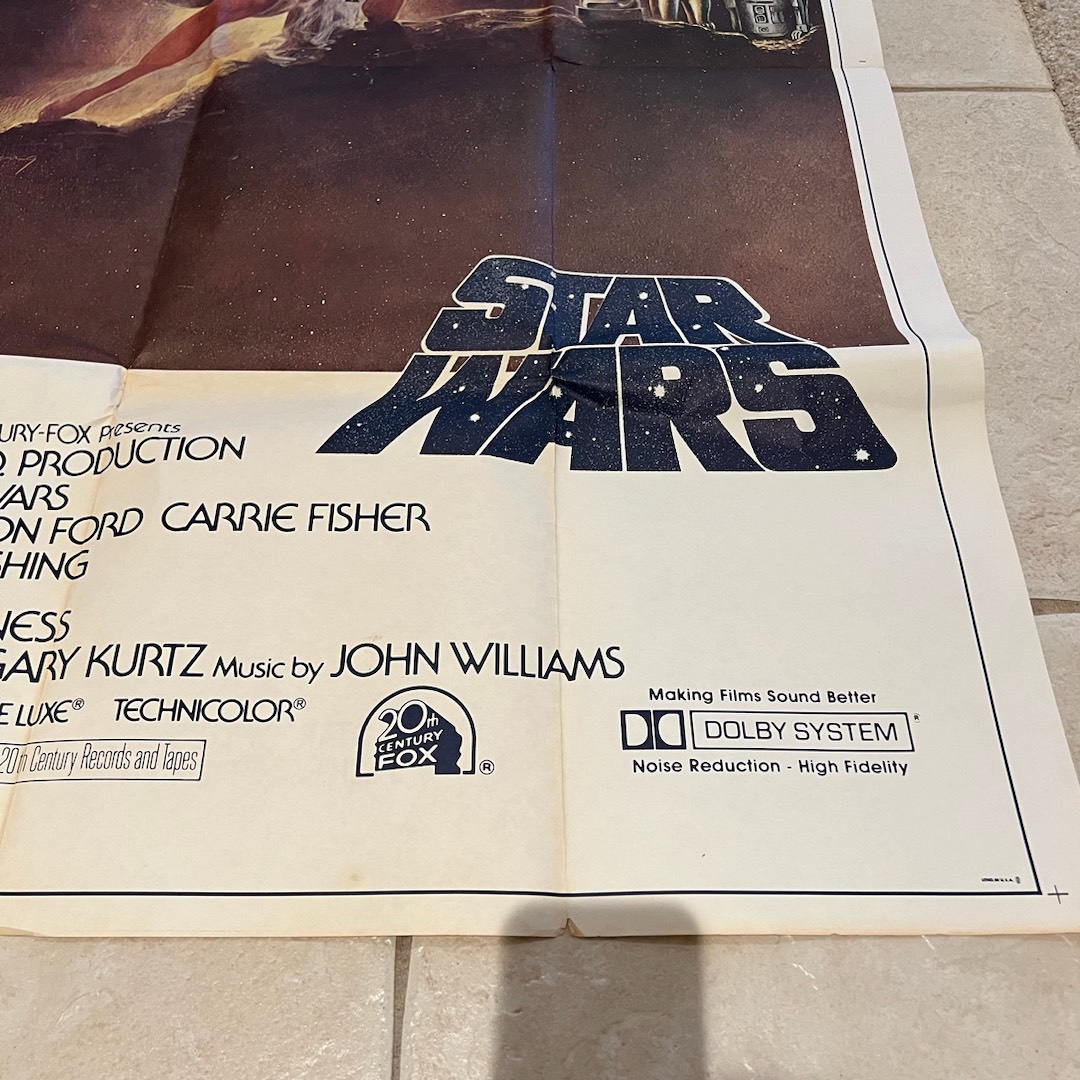 STAR
WARS
URY-FOX Presents
PRODUCTION
WARS
ON FORD CARRIE FISHER
SHING
NESS
GARY KURTZ Music by JOHN WILLIAMS
E LUXE® TECHNICOLOR®
Making Films Sound Better
DOLBY SYSTEM
Noise Reduction - High Fidelity
20th Century Records and Tapes
20th
CENTURY
FOX ®